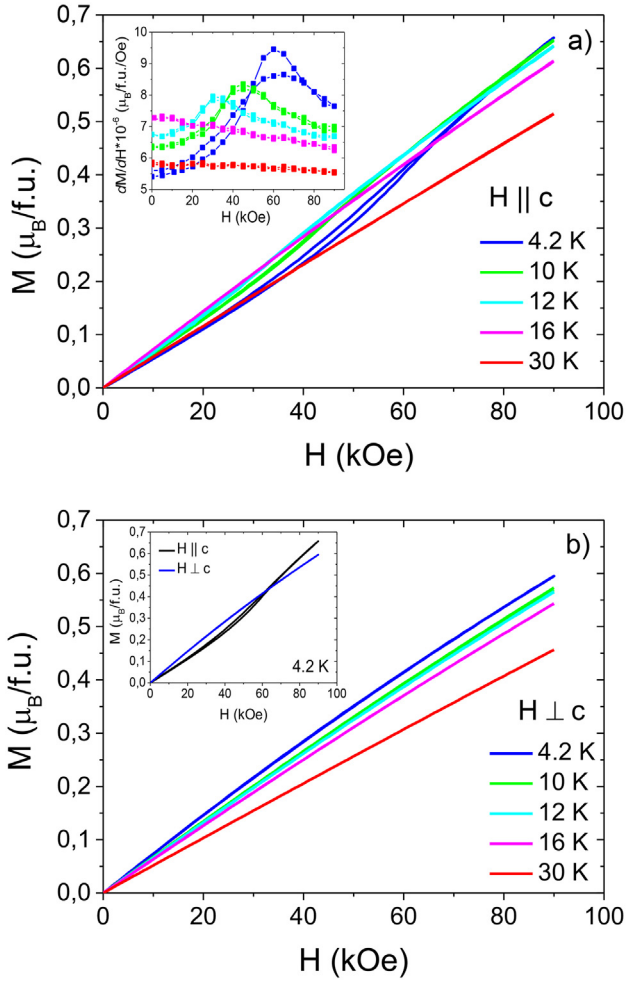 a)
0,7
0,6
0,5
0,4
0,3
0,2
0,1
0,0
M (μB/f.u.)
10
9
8
7
6
5
dM/dH*10⁻⁶ (μB/f.u./Oe)
0 20 40 60 80
H (kOe)
H || c
4.2 K
10 K
12 K
16 K
30 K
0 20 40 60 80 100
H (kOe)
b)
0,7
0,6
0,5
0,4
0,3
0,2
0,1
0,0
M (μB/f.u.)
0,7
0,6
0,5
0,4
0,3
0,2
0,1
0,0
M (μB/f.u.)
H || c
H ⊥ c
4.2 K
0 20 40 60 80 100
H (kOe)
H ⊥ c
4.2 K
10 K
12 K
16 K
30 K
0 20 40 60 80 100
H (kOe)